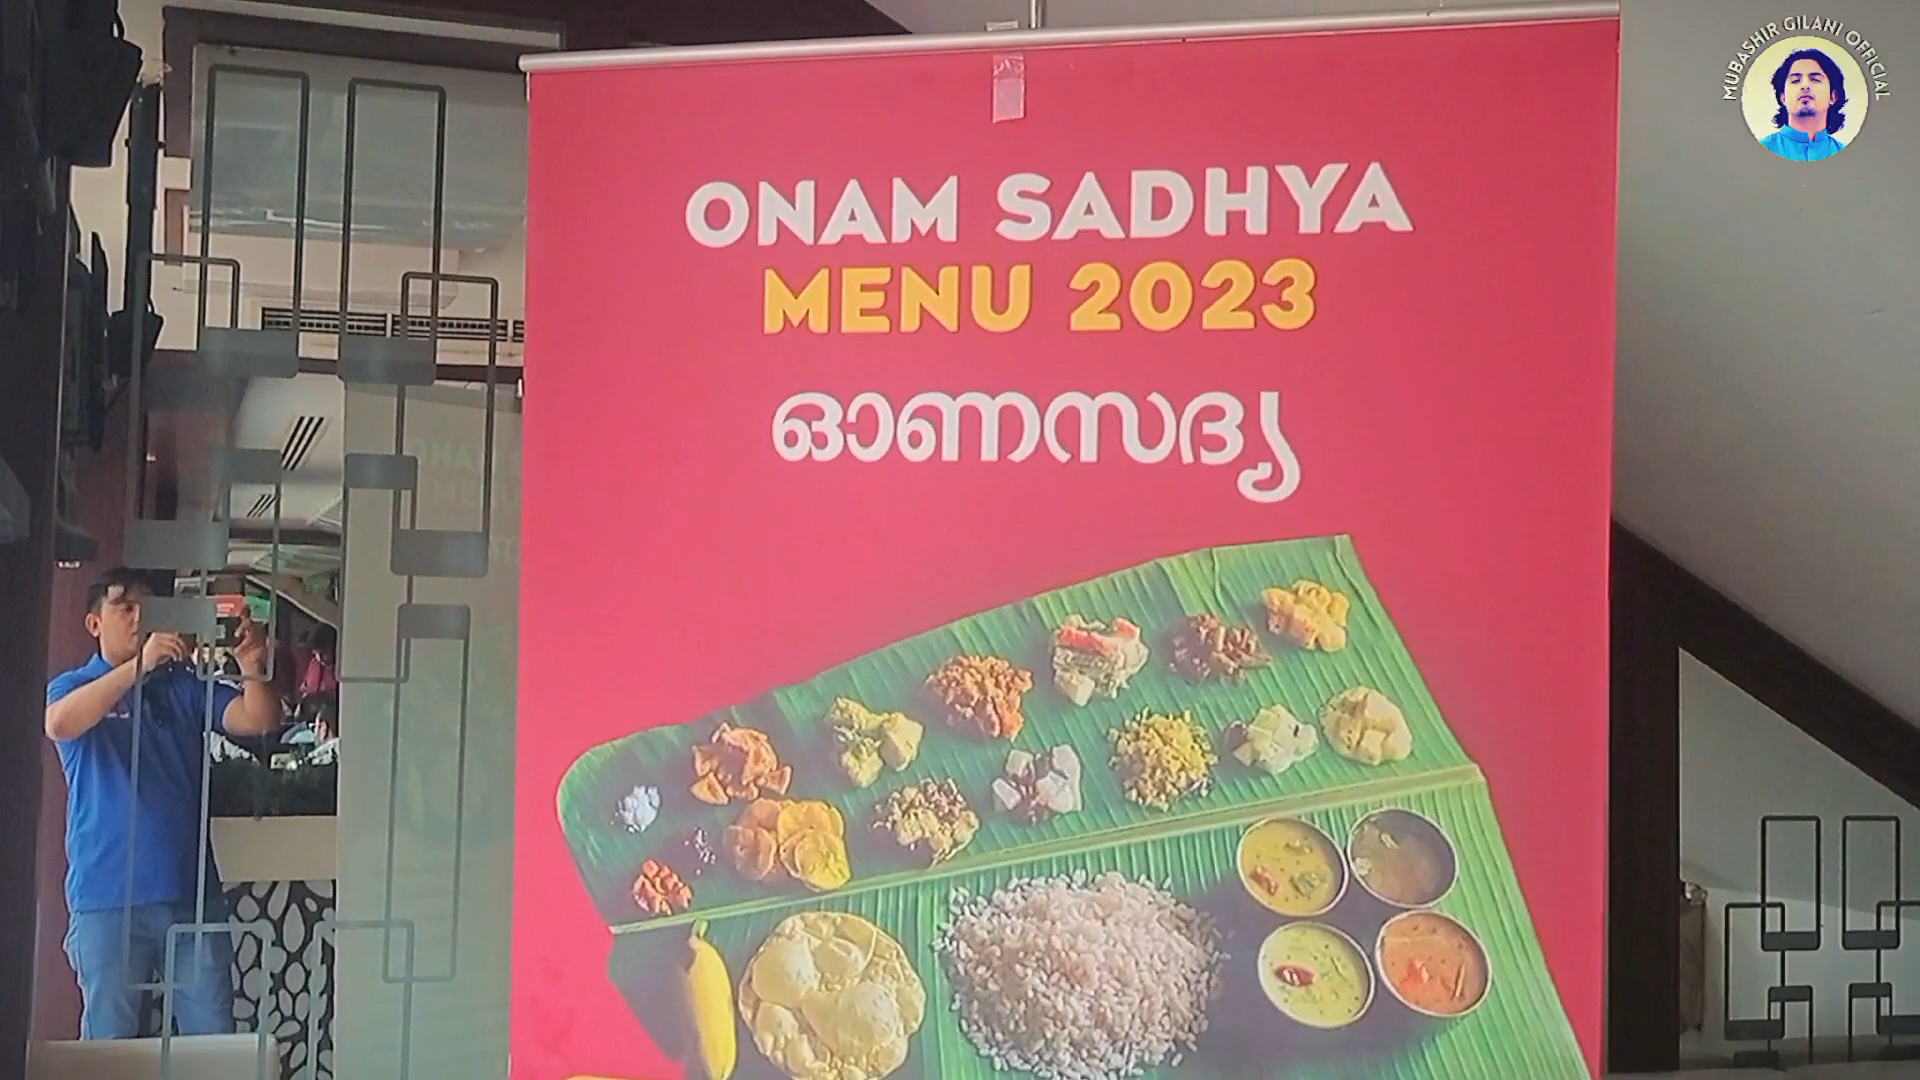 MUBASHIR GILANI OFFICIAL
ONAM SADHYA
MENU 2023
ഓണസദ്യ